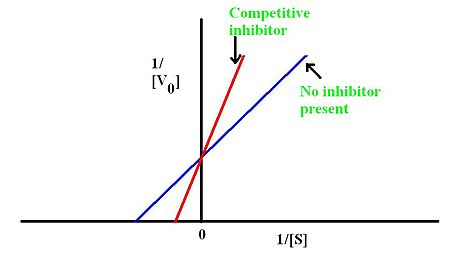 Competitive
inhibitor
1/
[V0]
No inhibitor
present
0
1/[S]